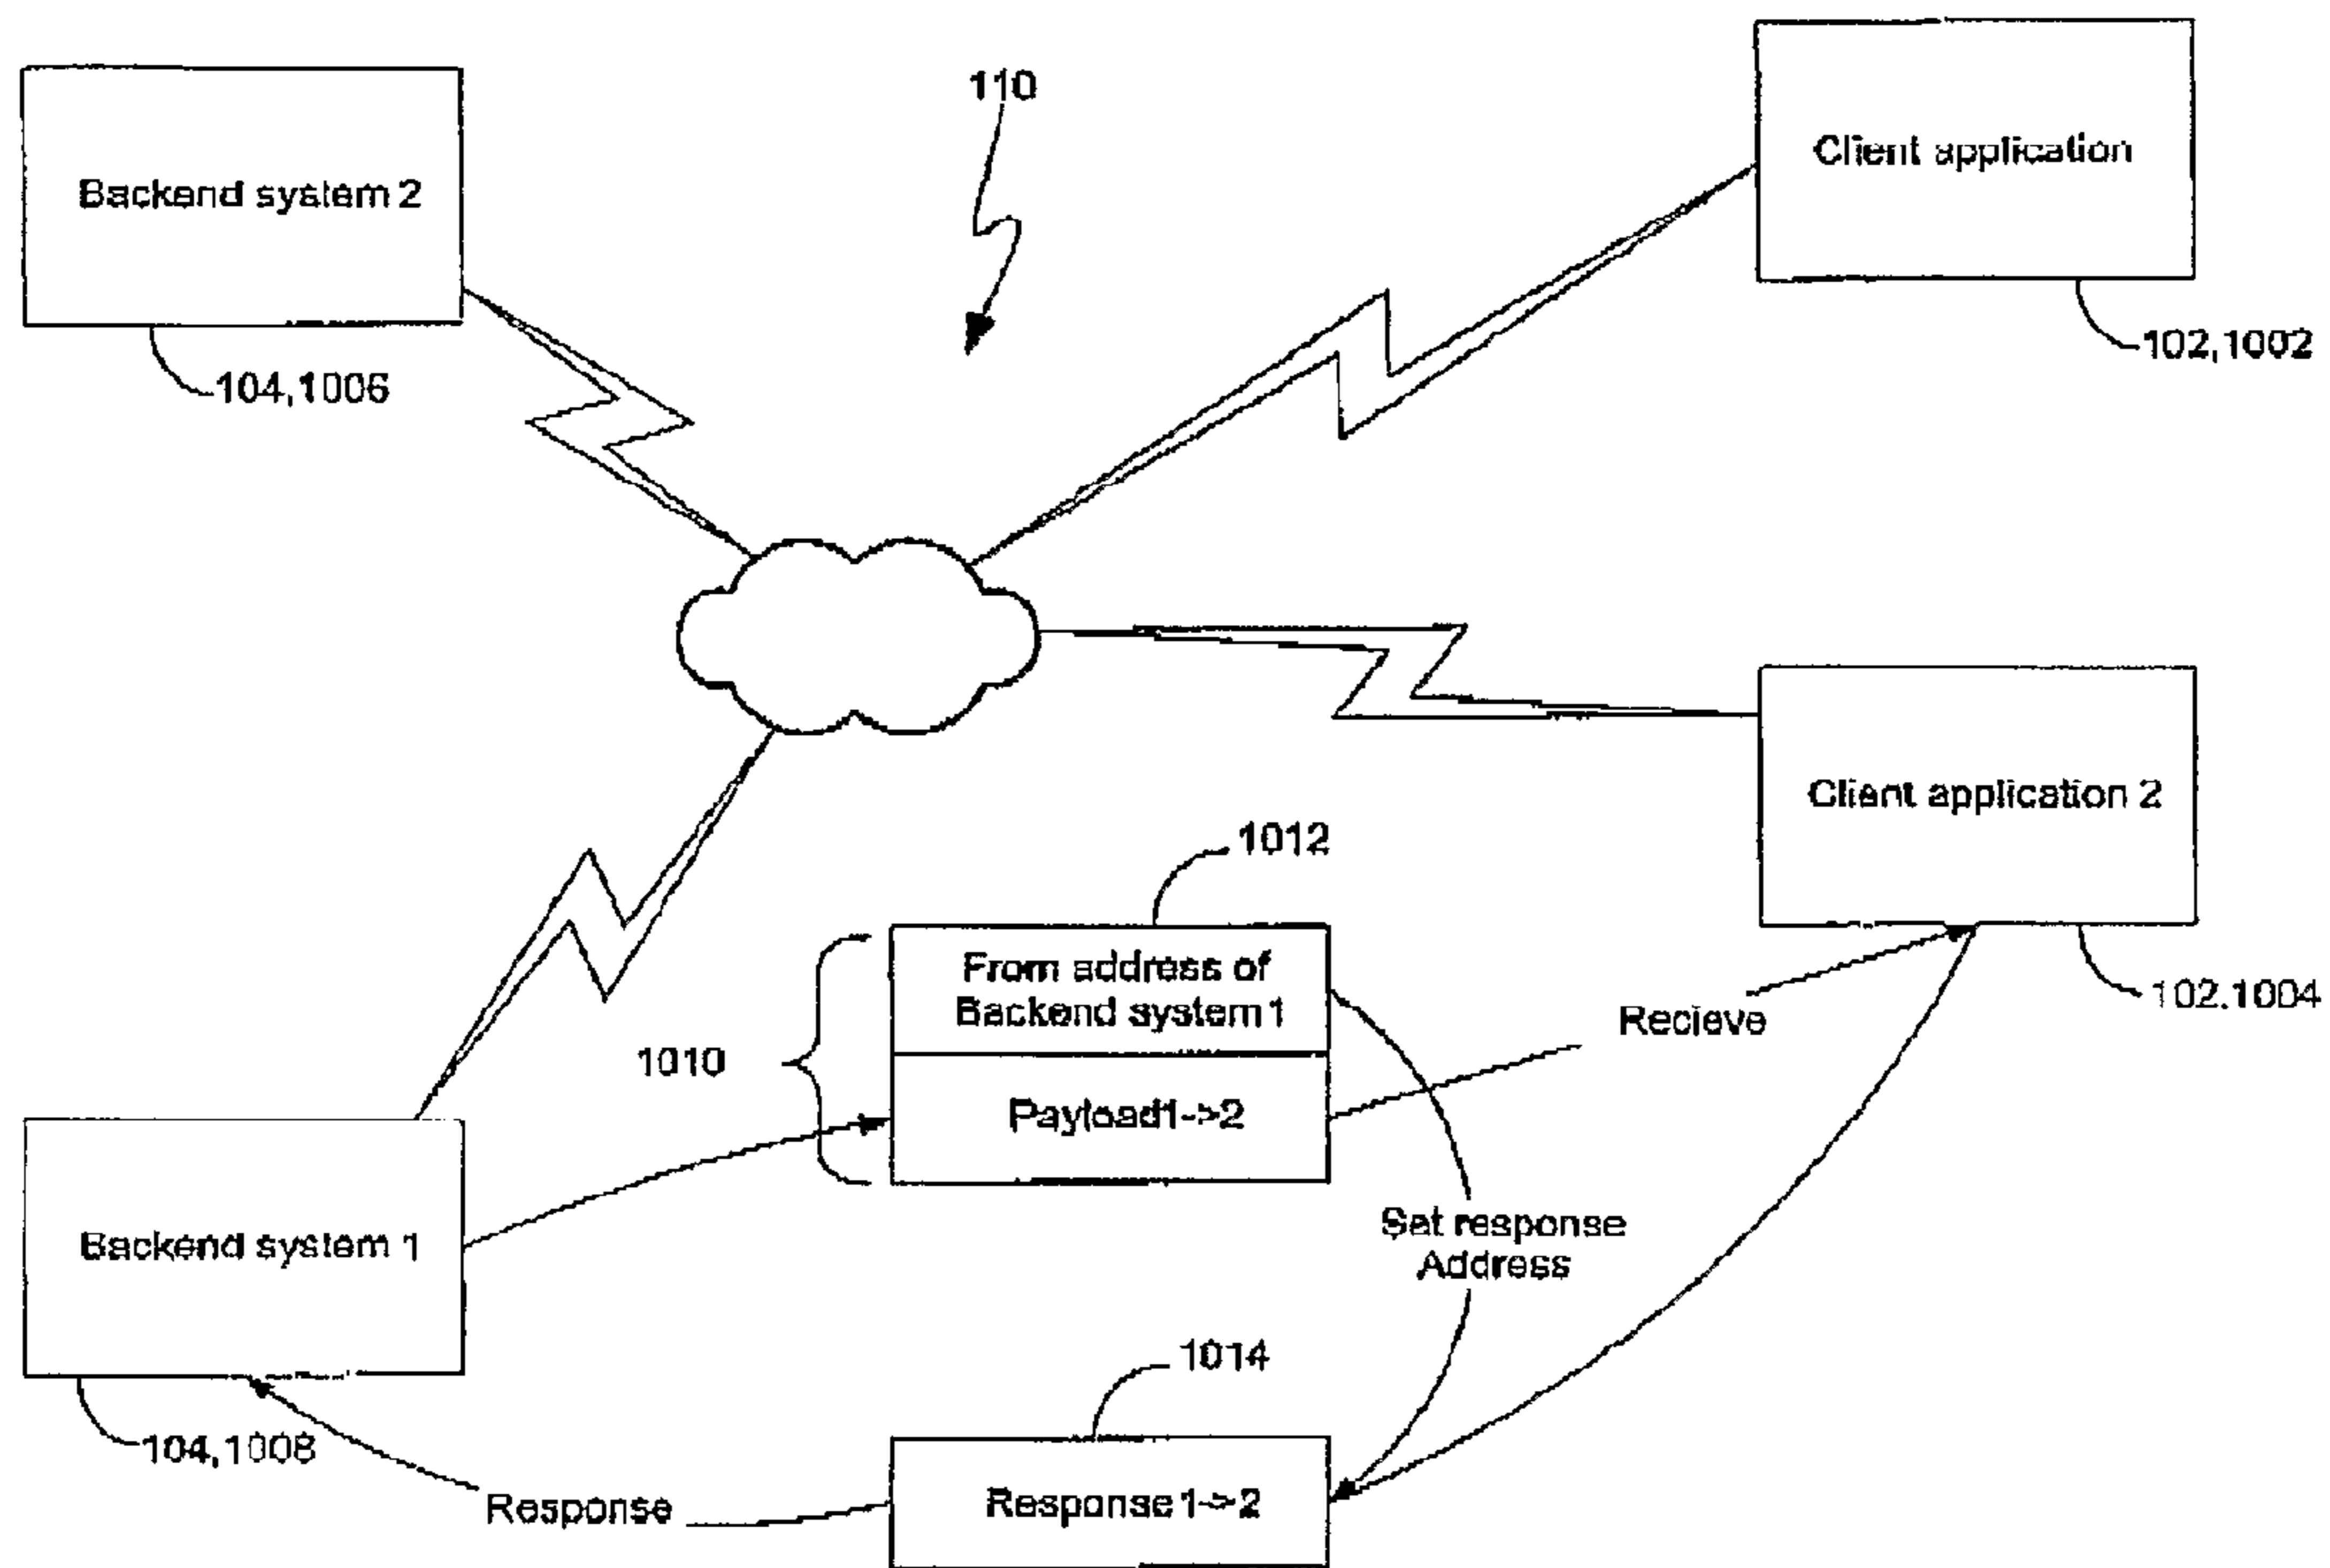 110
Client application
Backend system 2
102,1002
104,1006
Client application 2
1012
From address of
Backend system 1
102.1004
Recieve
1010
Payload1->2
Set response
Address
Backend system 1
1014
104,1008
Response
Response 1->2